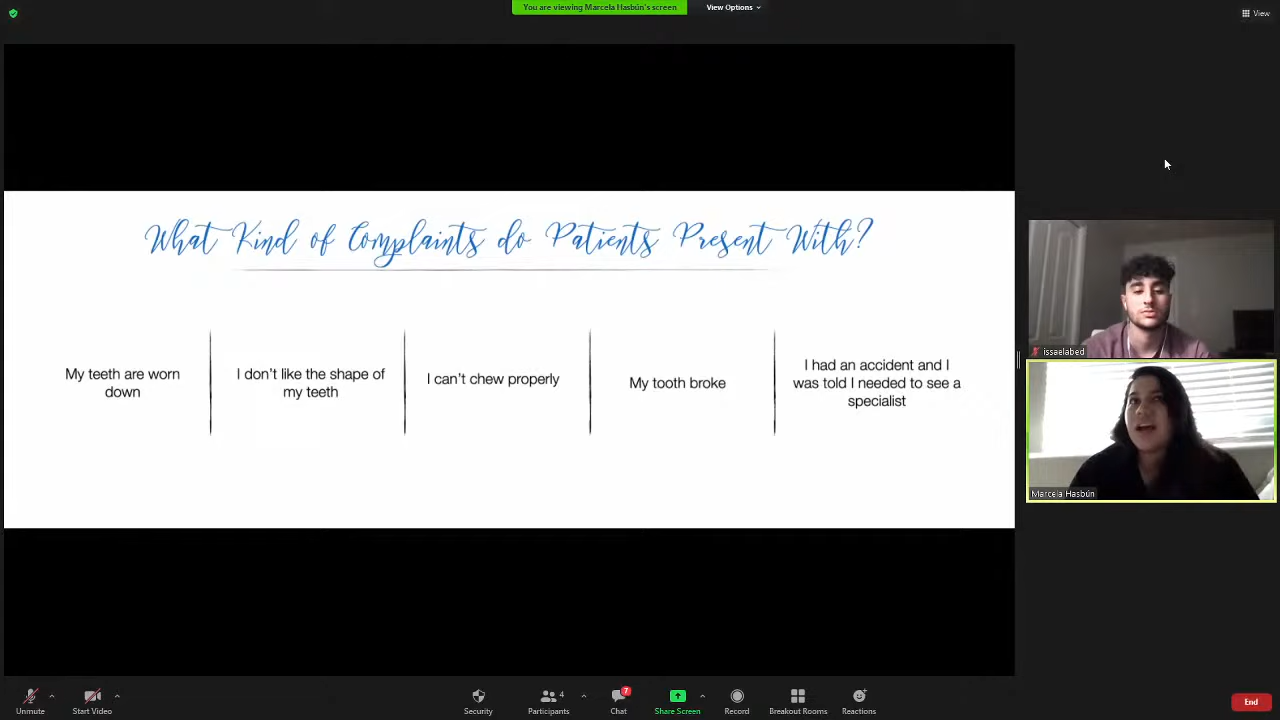 You are viewing Marcela Hasbún's screen
View Options
View
What Kind of Complaints do Patients Present With?
My teeth are worn
down
I don't like the shape of
my teeth
I can't chew properly
My tooth broke
I had an accident and I
was told I needed to see a
specialist
issaelabed
Marcela Hasbún
Unmute
Start Video
Security
4
Participants
7
Chat
Share Screen
Record
Breakout Rooms
Reactions
End